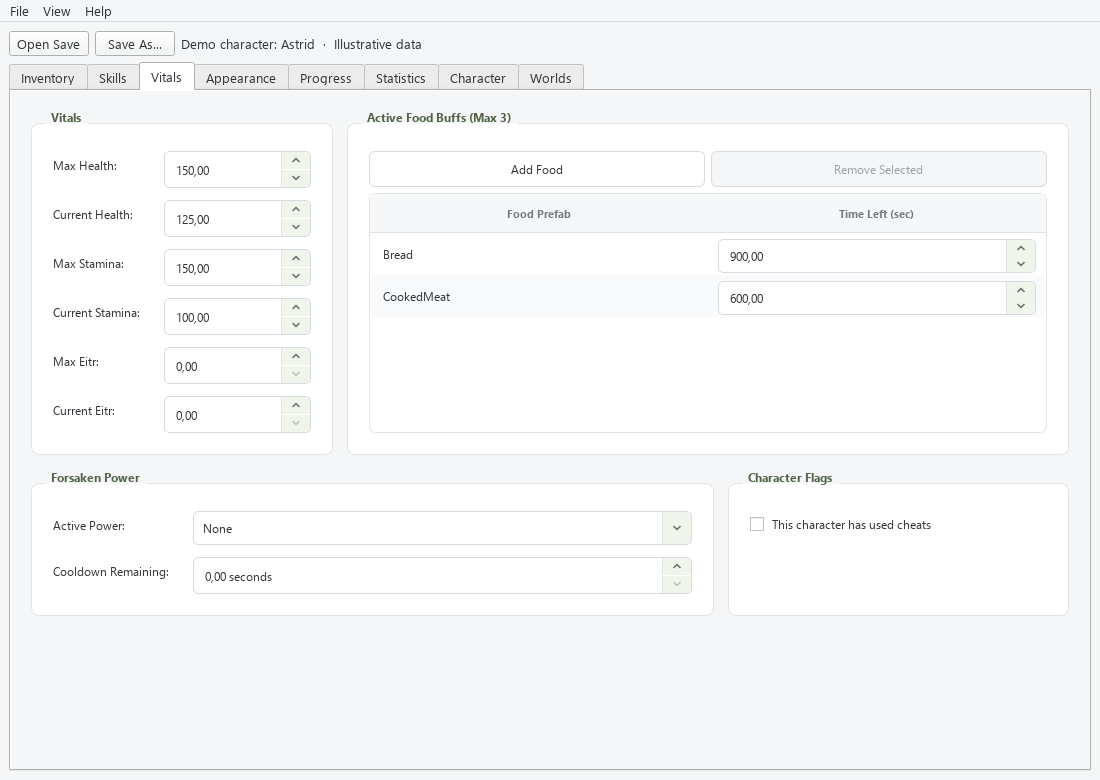 File View Help
Open Save Save As... Demo character: Astrid · Illustrative data
Inventory Skills Vitals Appearance Progress Statistics Character Worlds
Vitals
Max Health: 150,00
Current Health: 125,00
Max Stamina: 150,00
Current Stamina: 100,00
Max Eitr: 0,00
Current Eitr: 0,00
Active Food Buffs (Max 3)
Add Food Remove Selected
Food Prefab Time Left (sec)
Bread 900,00
CookedMeat 600,00
Forsaken Power
Active Power: None
Cooldown Remaining: 0,00 seconds
Character Flags
This character has used cheats